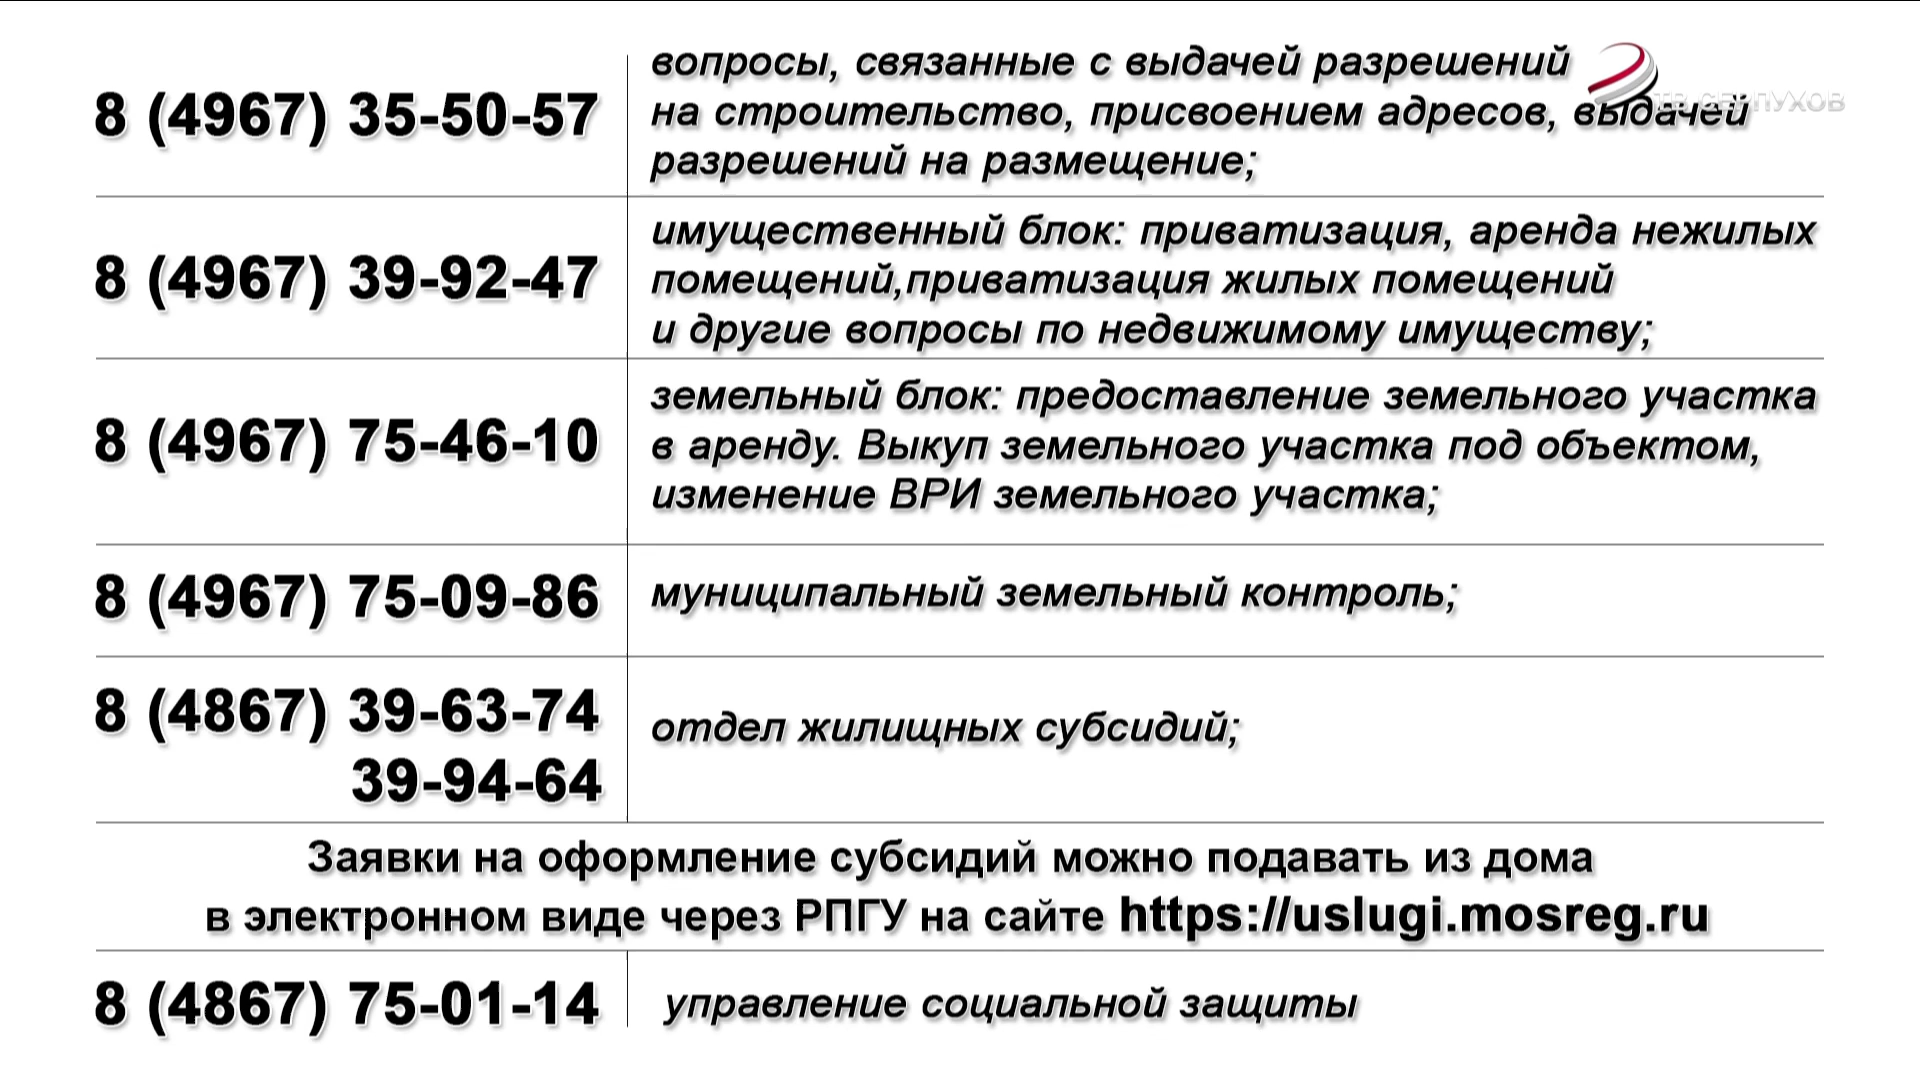 вопросы, связанные с выдачей разрешений
8 (4967) 35-50-57
на строительство, присвоением адресов, выдачей
ТВ СЕРПУХОВ
разрешений на размещение;
имущественный блок: приватизация, аренда нежилых
8 (4967) 39-92-47
помещений,приватизация жилых помещений
и другие вопросы по недвижимому имуществу;
земельный блок: предоставление земельного участка
8 (4967) 75-46-10
в аренду. Выкуп земельного участка под объектом,
изменение ВРИ земельного участка;
8 (4967) 75-09-86
муниципальный земельный контроль;
8 (4867) 39-63-74
39-94-64
отдел жилищных субсидий;
Заявки на оформление субсидий можно подавать из дома
в электронном виде через РПГУ на сайте https://uslugi.mosreg.ru
8 (4867) 75-01-14
управление социальной защиты